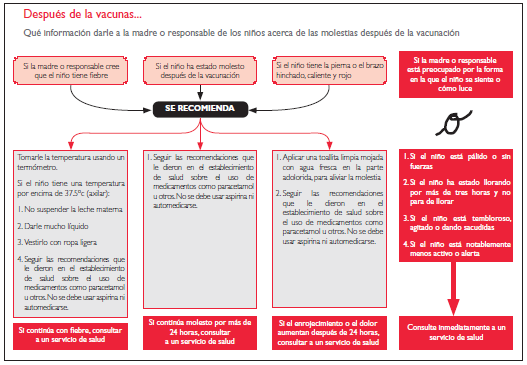 Después de la vacunas...
Qué información darle a la madre o responsable de los niños acerca de las molestias después de la vacunación
Si la madre o responsable cree
que el niño tiene fiebre
Si el niño ha estado molesto
después de la vacunación
Si el niño tiene la pierna o el brazo
hinchado, caliente y rojo
Si la madre o responsable
está preocupado por la forma
en la que el niño se siente o
cómo luce
SE RECOMIENDA
Tomarle la temperatura usando un
termómetro.
Si el niño tiene una temperatura
por encima de 37.5°c (axilar):
1. No suspender la leche materna
2. Darle mucho líquido
3. Vestirlo con ropa ligera
4. Seguir las recomendaciones que
le dieron en el establecimiento
de salud sobre el uso de
medicamentos como paracetamol
u otros. No se debe usar aspirina ni
automedicarse.
1. Seguir las recomendaciones que
le dieron en el establecimiento
de salud sobre el uso de
medicamentos como paracetamol
u otros. No se debe usar aspirina ni
automedicarse.
1. Aplicar una toallita limpia mojada
con agua fresca en la parte
adolorida, para aliviar la molestia
2. Seguir las recomendaciones
que le dieron en el
establecimiento de salud sobre
el uso de medicamentos como
paracetamol u otros. No se debe
usar aspirina ni automedicarse.
1. Si el niño está pálido o sin
fuerzas
2. Si el niño ha estado llorando
por más de tres horas y no
para de llorar
3. Si el niño está tembloroso,
agitado o dando sacudidas
4. Si el niño está notablemente
menos activo o alerta
Si continúa con fiebre, consultar
a un servicio de salud
Si continúa molesto por más de
24 horas, consultar
a un servicio de salud
Si el enrojecimiento o el dolor
aumentan después de 24 horas,
consultar a un servicio de salud
Consulte inmediatamente a un
servicio de salud